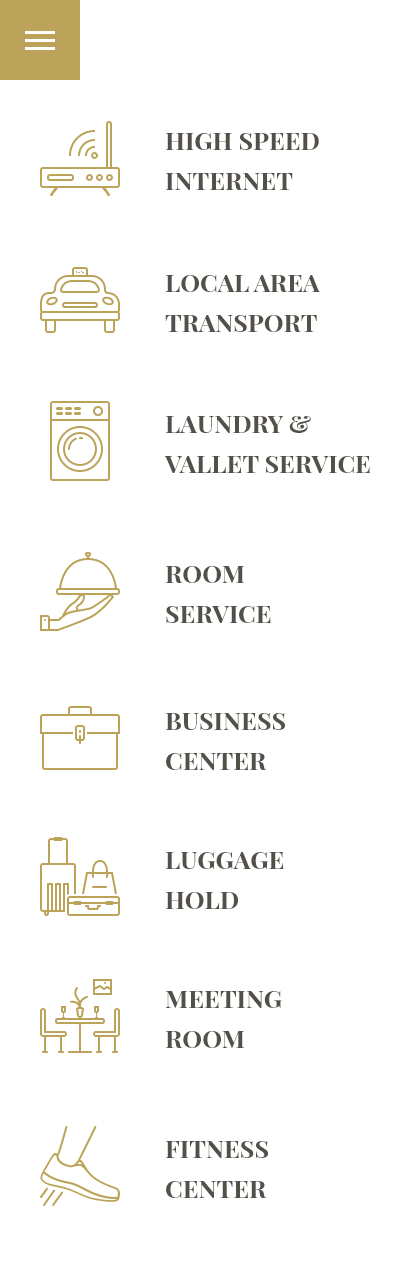 HIGH SPEED
INTERNET
LOCAL AREA
TRANSPORT
LAUNDRY &
VALLET SERVICE
ROOM
SERVICE
BUSINESS
CENTER
LUGGAGE
HOLD
MEETING
ROOM
FITNESS
CENTER